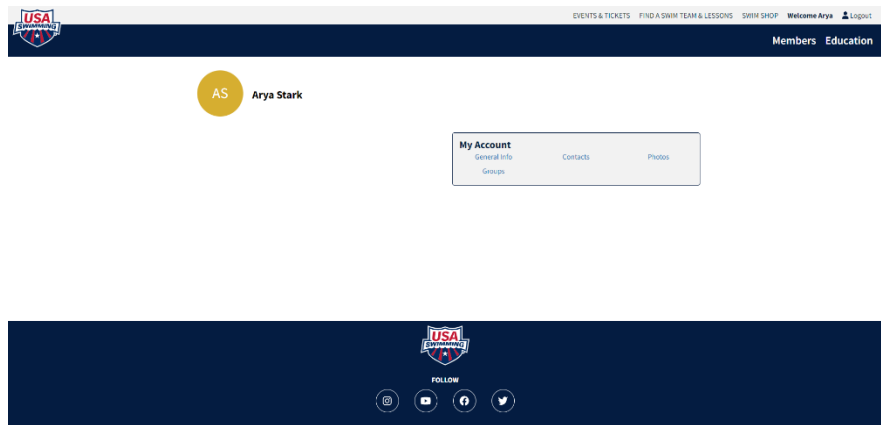 USA
SWIMMING
EVENTS & TICKETS FIND A SWIM TEAM & LESSONS SWIM SHOP Welcome Arya Logout
Members Education
AS
Arya Stark
My Account
General Info Contacts Photos
Groups
USA
SWIMMING
FOLLOW